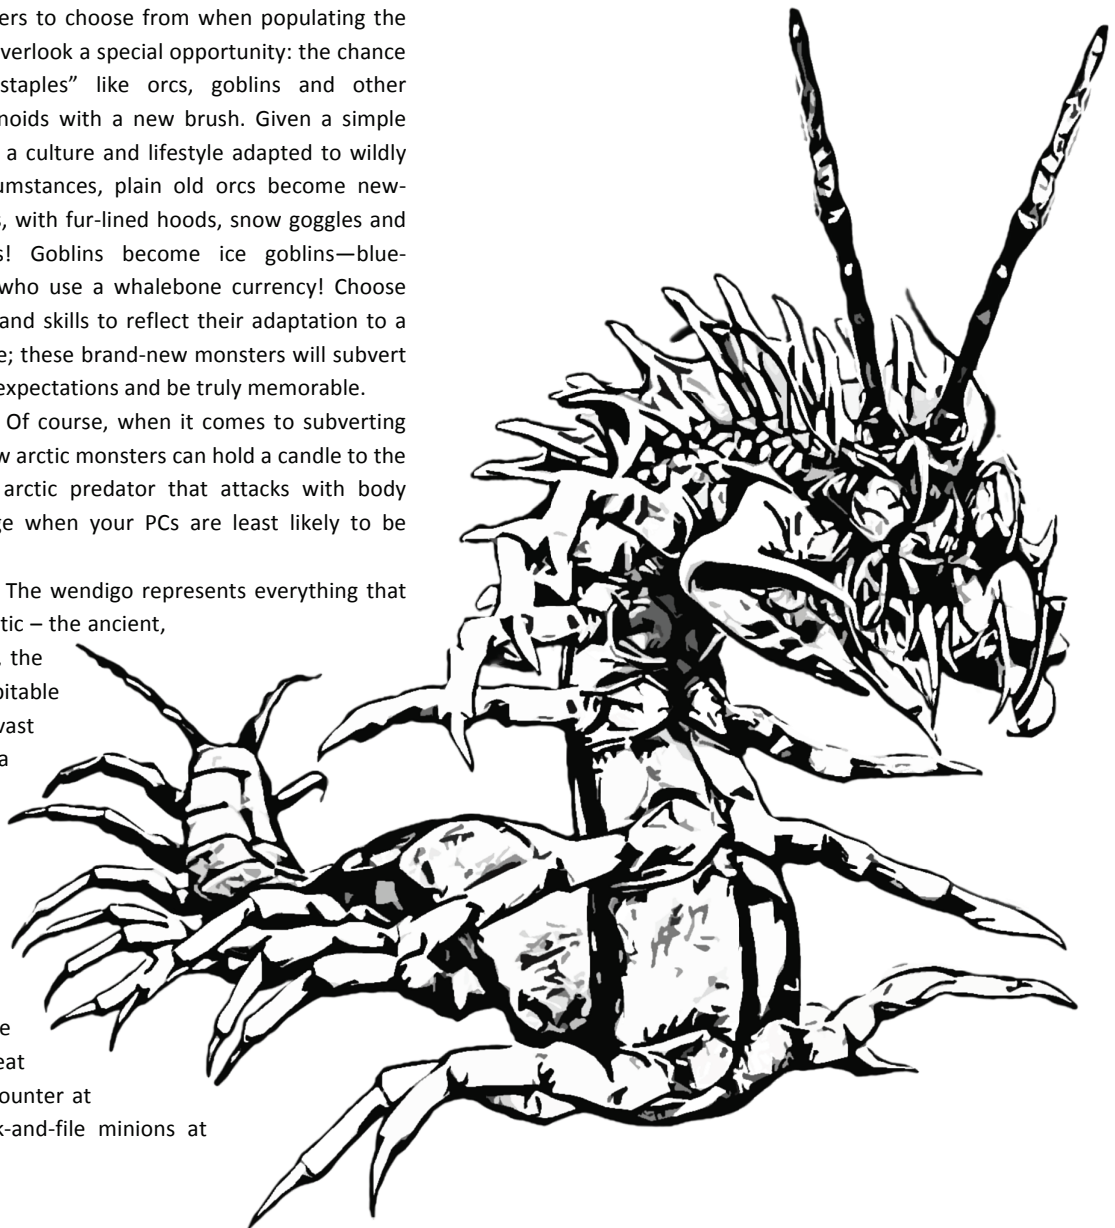 ers to choose from when populating the
verlook a special opportunity: the chance
staples” like orcs, goblins and other
noids with a new brush. Given a simple
a culture and lifestyle adapted to wildly
umstances, plain old orcs become new-
s, with fur-lined hoods, snow goggles and
s! Goblins become ice goblins—blue-
who use a whalebone currency! Choose
and skills to reflect their adaptation to a
e; these brand-new monsters will subvert
expectations and be truly memorable.
Of course, when it comes to subverting
w arctic monsters can hold a candle to the
arctic predator that attacks with body
ge when your PCs are least likely to be
The wendigo represents everything that
tic – the ancient,
, the
pitable
vast
a
e
eat
ounter at
k-and-file minions at